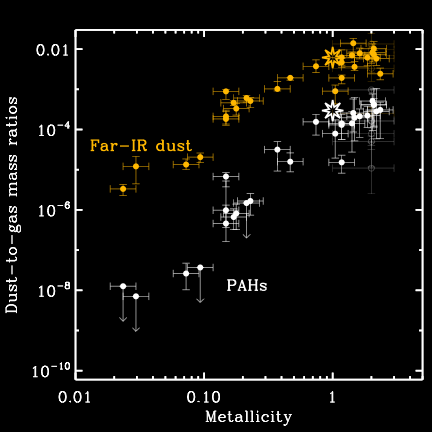 Dust-to-gas mass ratios
0.01
10⁻⁴
10⁻⁶
10⁻⁸
10⁻¹⁰
Far-IR dust
PAHs
0.01 0.10 1
Metallicity